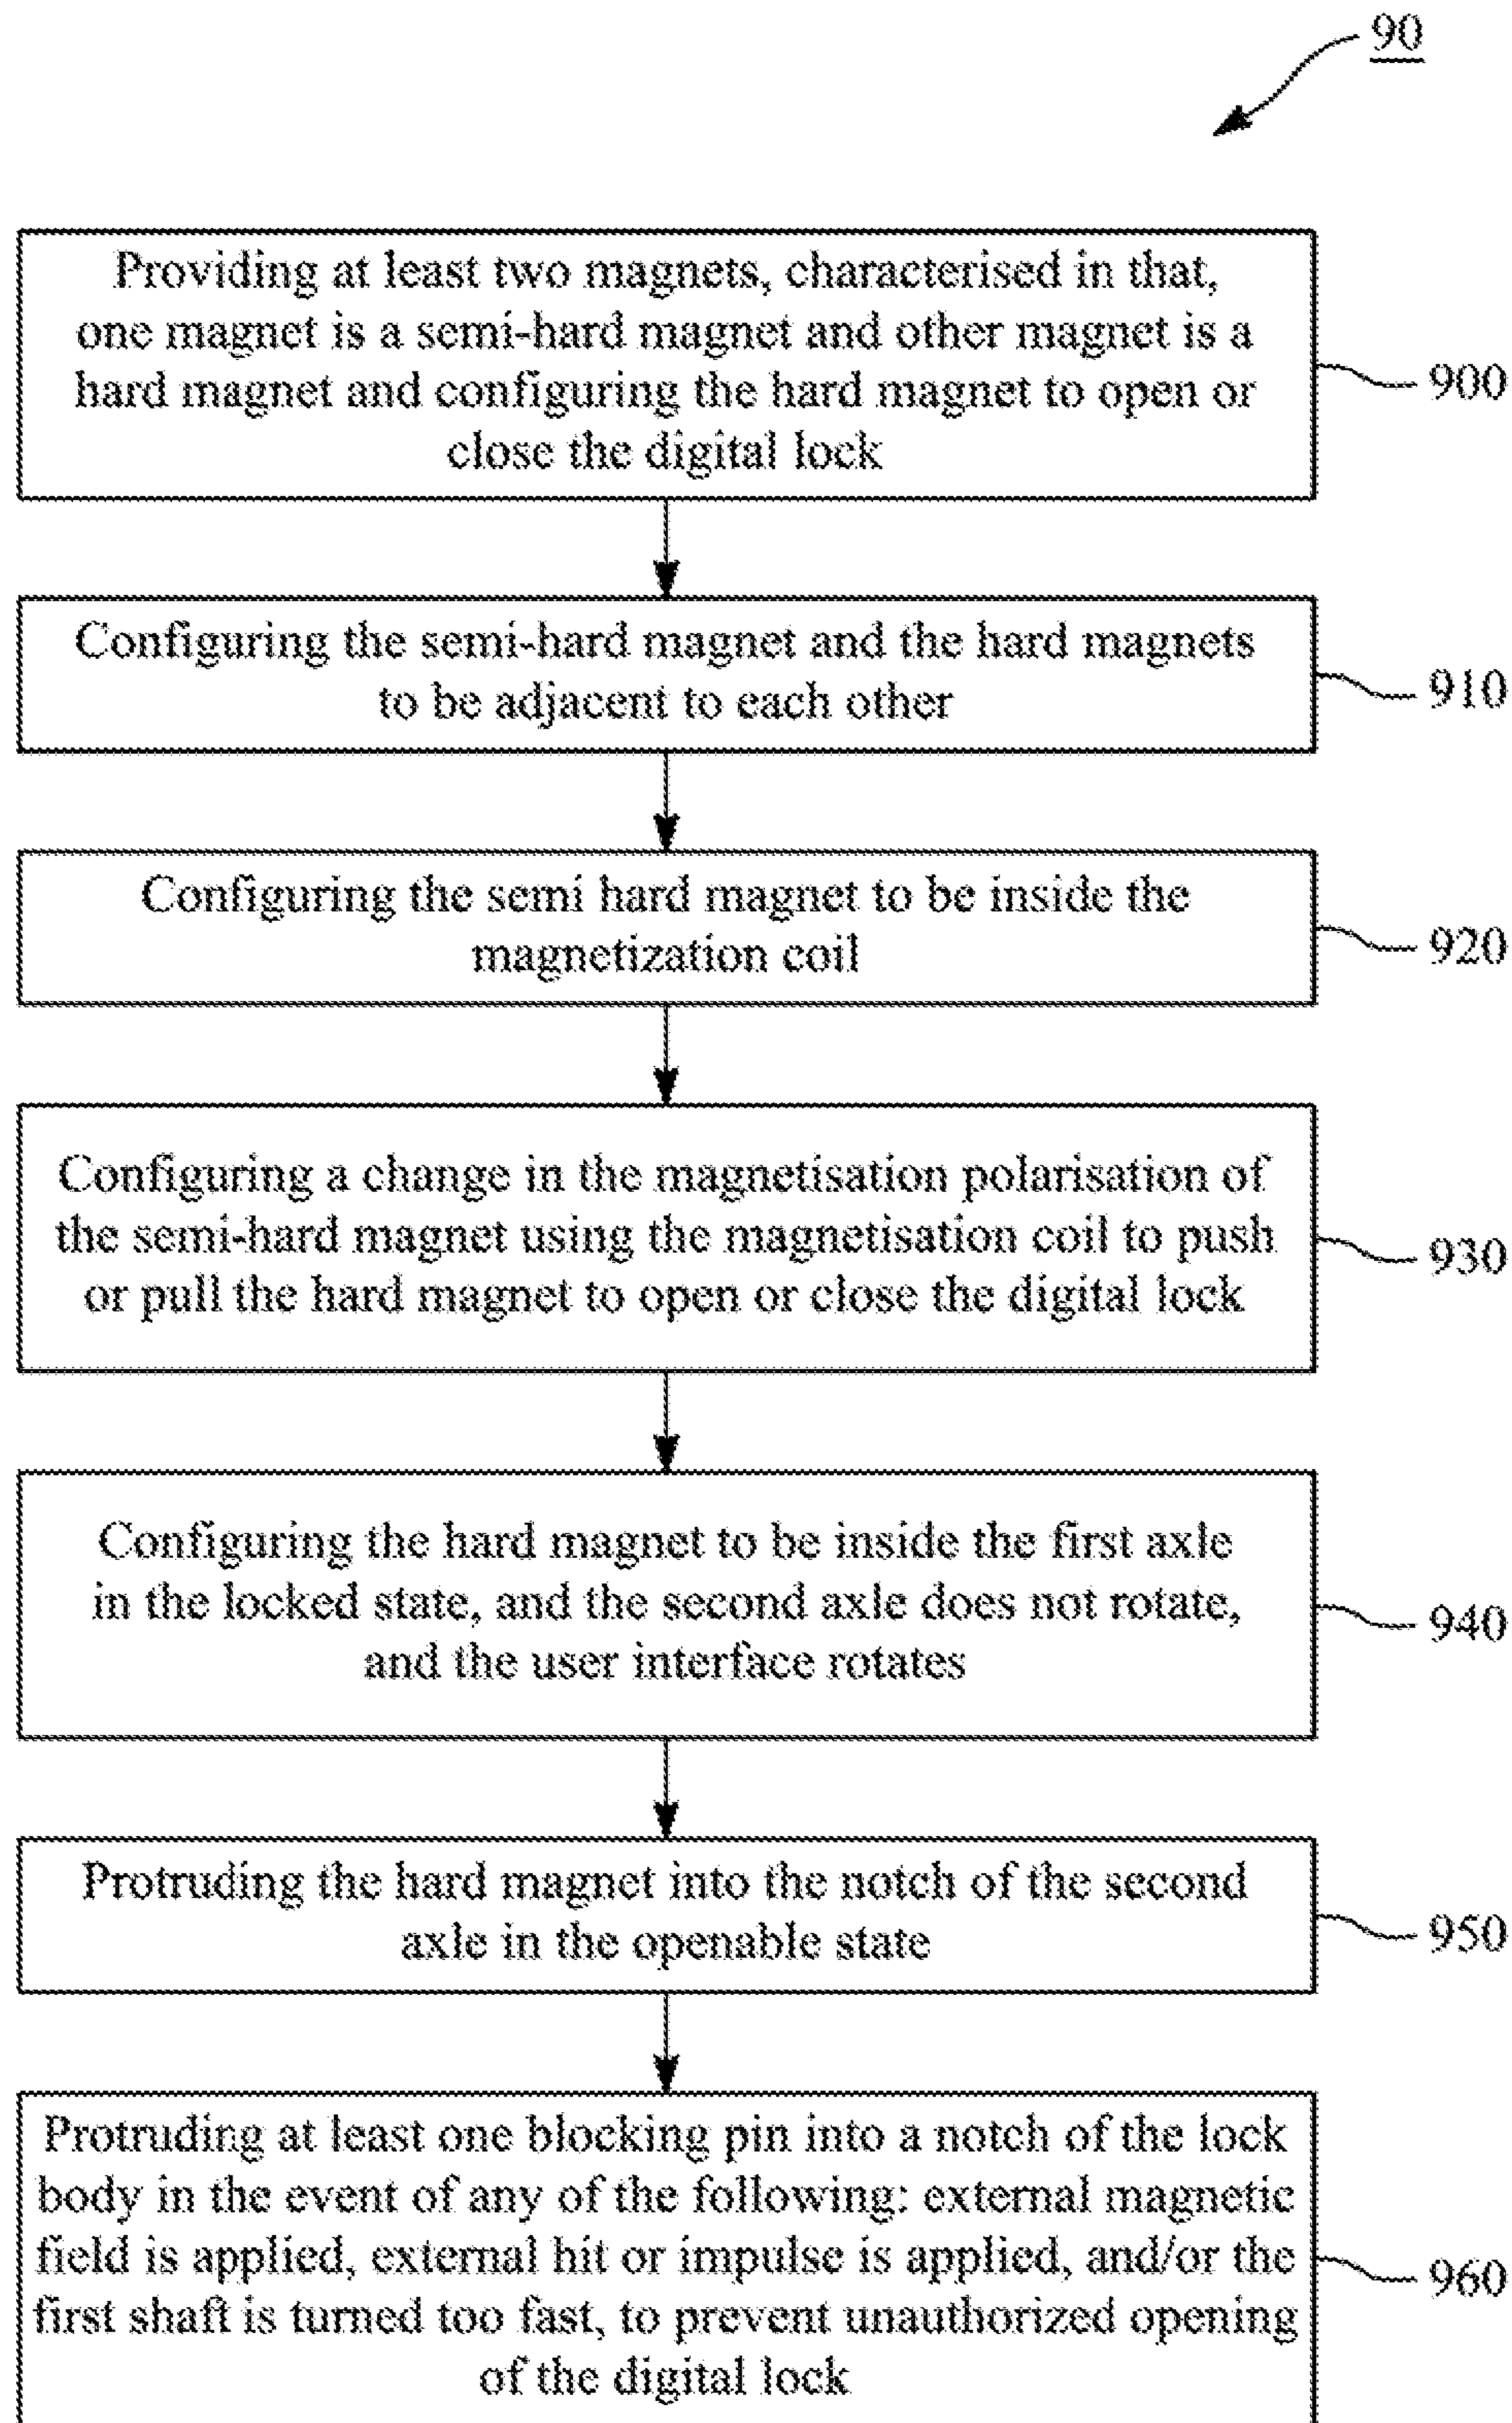 90
Providing at least two magnets, characterised in that,
one magnet is a semi-hard magnet and other magnet is a
hard magnet and configuring the hard magnet to open or
close the digital lock
900
Configuring the semi-hard magnet and the hard magnets
to be adjacent to each other
910
Configuring the semi hard magnet to be inside the
magnetization coil
920
Configuring a change in the magnetisation polarisation of
the semi-hard magnet using the magnetisation coil to push
or pull the hard magnet to open or close the digital lock
930
Configuring the hard magnet to be inside the first axle
in the locked state, and the second axle does not rotate,
and the user interface rotates
940
Protruding the hard magnet into the notch of the second
axle in the openable state
950
Protruding at least one blocking pin into a notch of the lock
body in the event of any of the following: external magnetic
field is applied, external hit or impulse is applied, and/or the
first shaft is turned too fast, to prevent unauthorized opening
of the digital lock
960